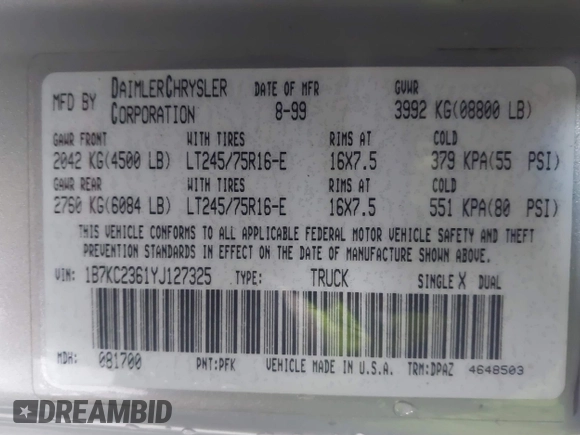 MFD BY DAIMLERCHRYSLER CORPORATION DATE OF MFR 8-99 GVWR 3992 KG(08800 LB)
GAWR FRONT WITH TIRES RIMS AT COLD
2042 KG(4500 LB) LT245/75R16-E 16X7.5 379 KPA(55 PSI)
GAWR REAR WITH TIRES RIMS AT COLD
2760 KG(6084 LB) LT245/75R16-E 16X7.5 551 KPA(80 PSI)
THIS VEHICLE CONFORMS TO ALL APPLICABLE FEDERAL MOTOR VEHICLE SAFETY AND THEFT
PREVENTION STANDARDS IN EFFECT ON THE DATE OF MANUFACTURE SHOWN ABOVE.
VIN: 1B7KC2361YJ127325 TYPE: TRUCK SINGLE X DUAL
MDH: 081700 PNT:PFK VEHICLE MADE IN U.S.A. TRM:DPAZ 4648503
DREAMBID